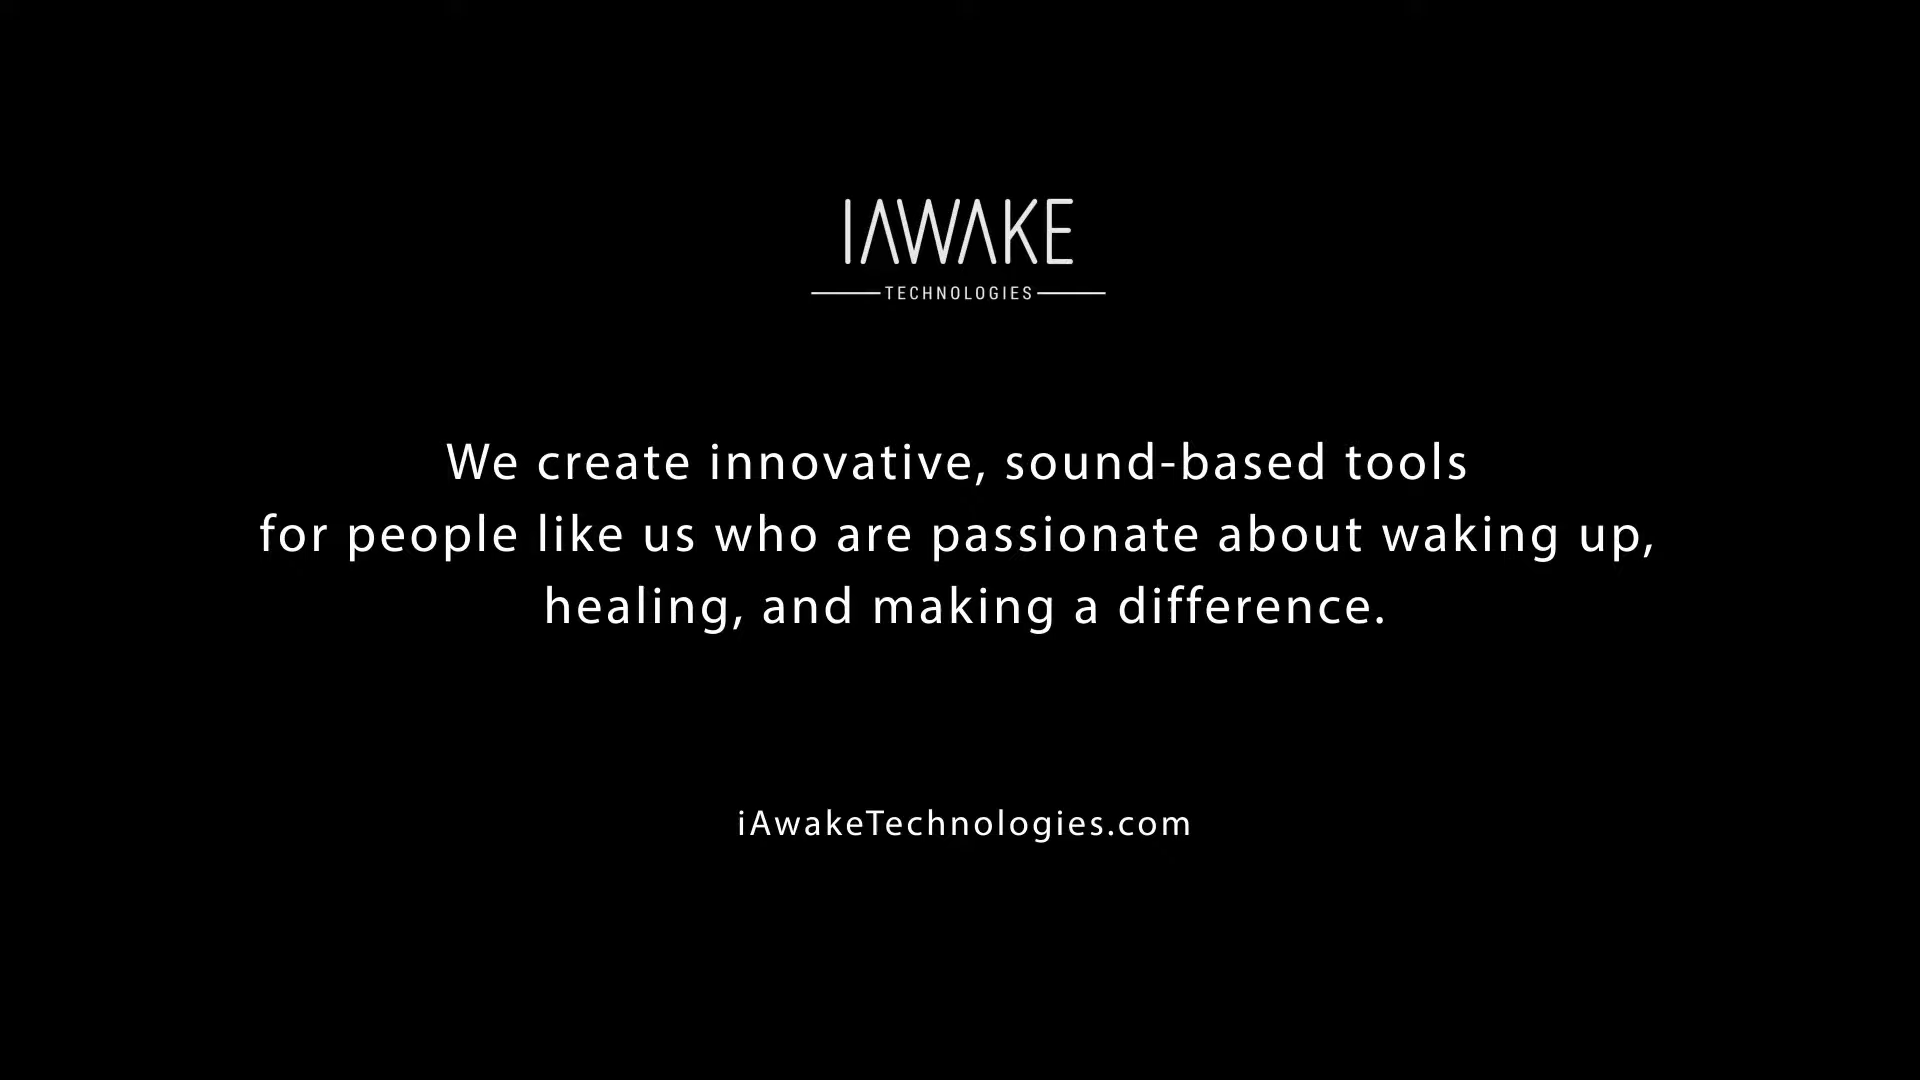 IAWAKE
TECHNOLOGIES
We create innovative, sound-based tools
for people like us who are passionate about waking up,
healing, and making a difference.
iAwakeTechnologies.com